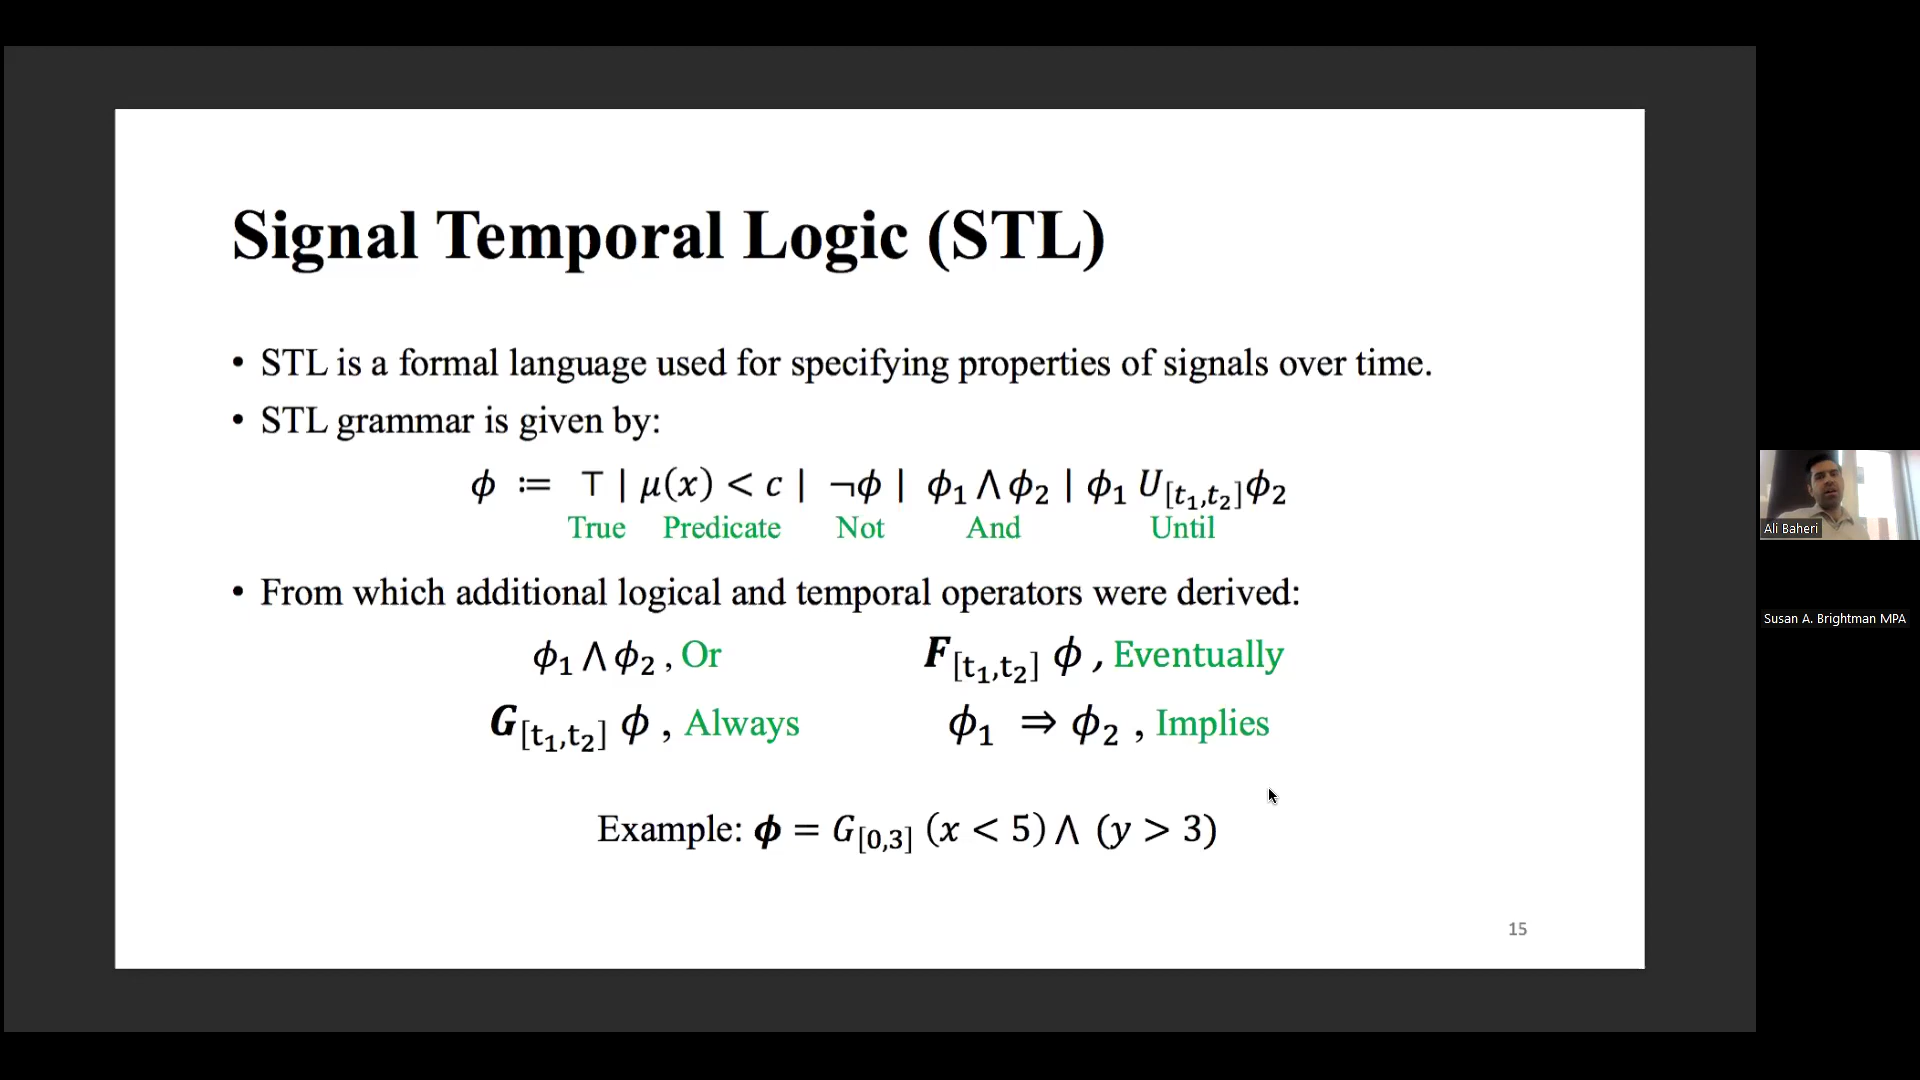 Signal Temporal Logic (STL)
• STL is a formal language used for specifying properties of signals over time.
• STL grammar is given by:
ϕ ≔ ⊤ | μ(x) < c | ¬ϕ | ϕ₁ ⋀ ϕ₂ | ϕ₁ U[t₁,t₂]ϕ₂
True Predicate Not And Until
• From which additional logical and temporal operators were derived:
ϕ₁ ⋀ ϕ₂ , Or F[t₁,t₂] ϕ , Eventually
G[t₁,t₂] ϕ , Always ϕ₁ ⇒ ϕ₂ , Implies
Example: ϕ = G[0,3] (x < 5) ⋀ (y > 3)
15
Ali Baheri
Susan A. Brightman MPA